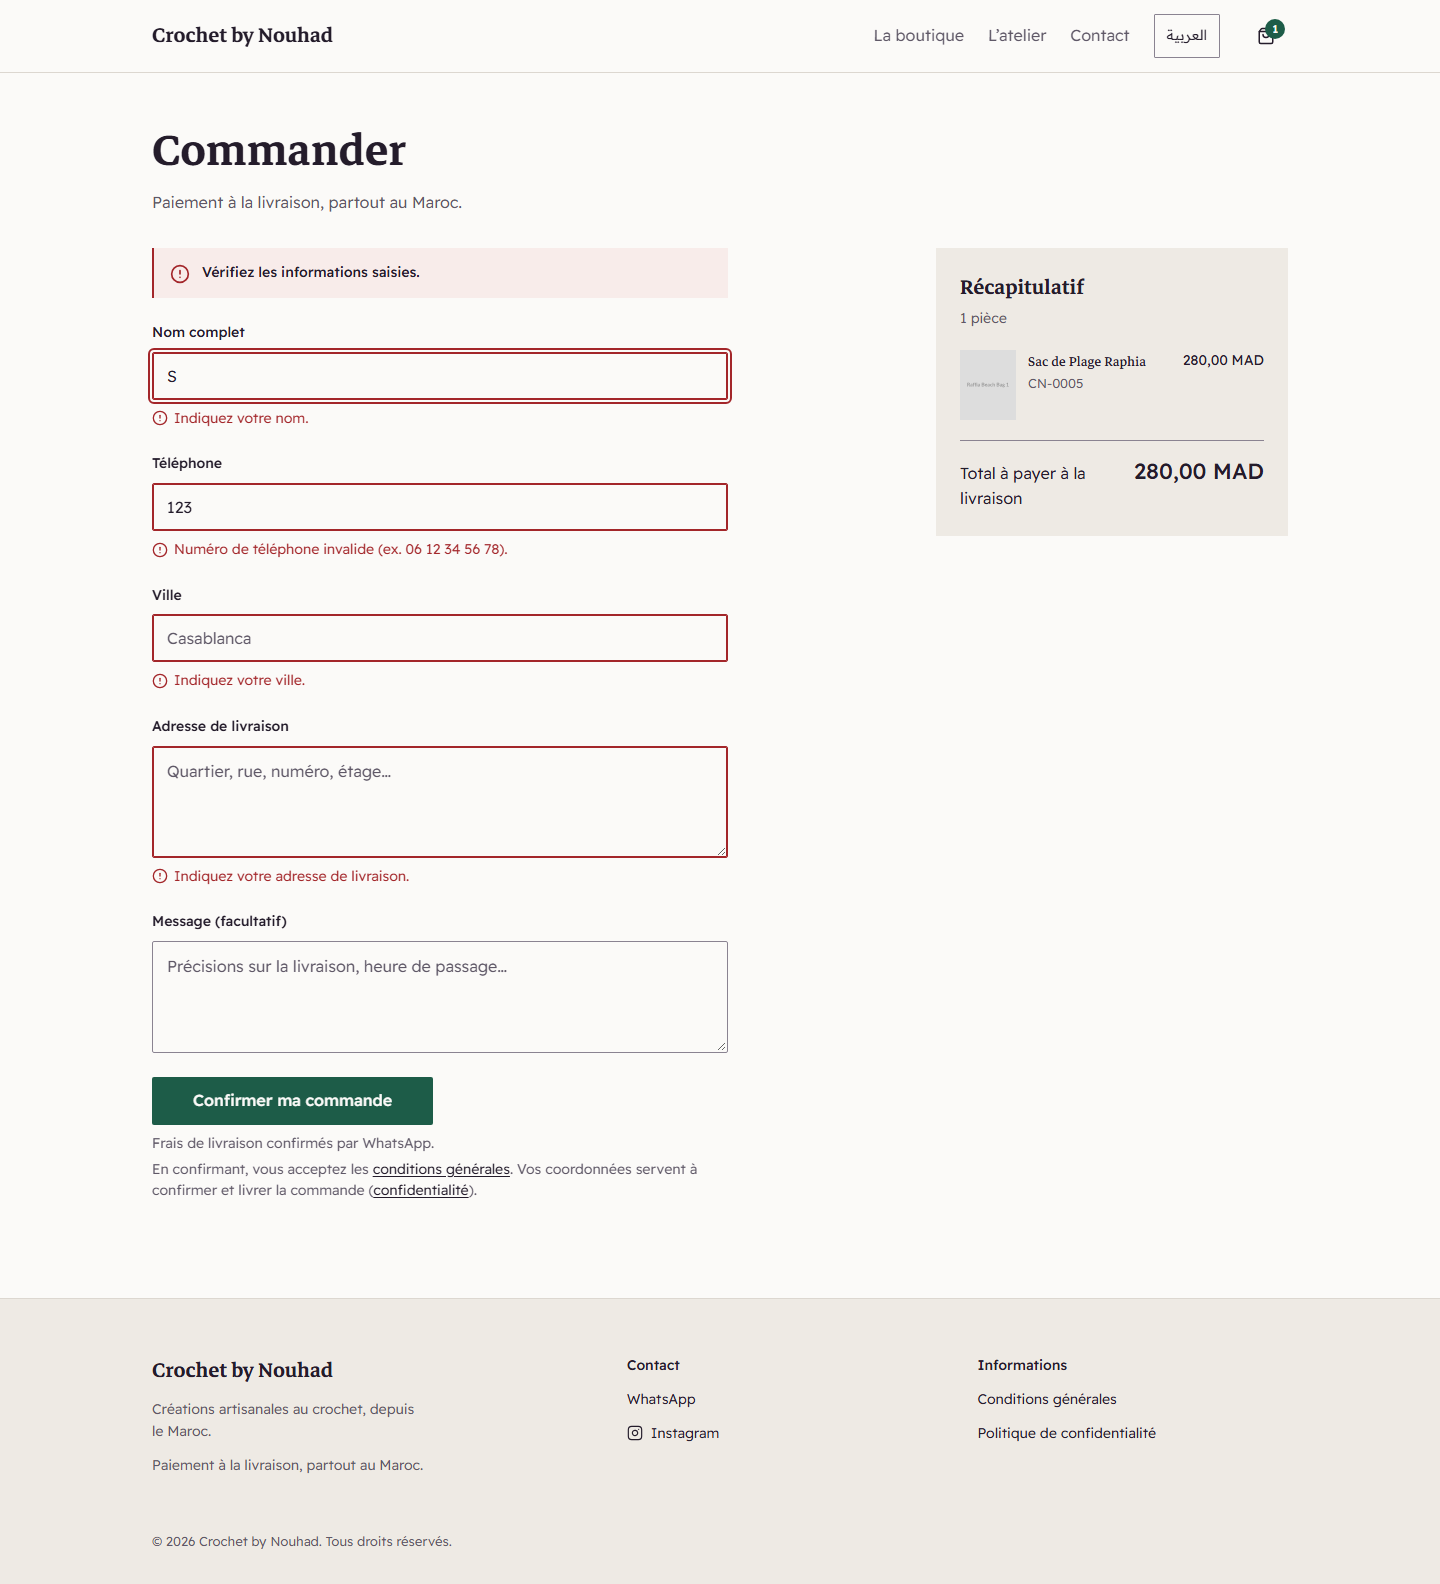 Crochet by Nouhad
La boutique
L’atelier
Contact
العربية
1
Commander
Paiement à la livraison, partout au Maroc.
Vérifiez les informations saisies.
Nom complet
S
Indiquez votre nom.
Téléphone
123
Numéro de téléphone invalide (ex. 06 12 34 56 78).
Ville
Casablanca
Indiquez votre ville.
Adresse de livraison
Quartier, rue, numéro, étage…
Indiquez votre adresse de livraison.
Message (facultatif)
Précisions sur la livraison, heure de passage…
Confirmer ma commande
Frais de livraison confirmés par WhatsApp.
En confirmant, vous acceptez les conditions générales. Vos coordonnées servent à
confirmer et livrer la commande (confidentialité).
Récapitulatif
1 pièce
Raffia Beach Bag 1
Sac de Plage Raphia
280,00 MAD
CN-0005
Total à payer à la
livraison
280,00 MAD
Crochet by Nouhad
Créations artisanales au crochet, depuis
le Maroc.
Paiement à la livraison, partout au Maroc.
Contact
WhatsApp
Instagram
Informations
Conditions générales
Politique de confidentialité
© 2026 Crochet by Nouhad. Tous droits réservés.